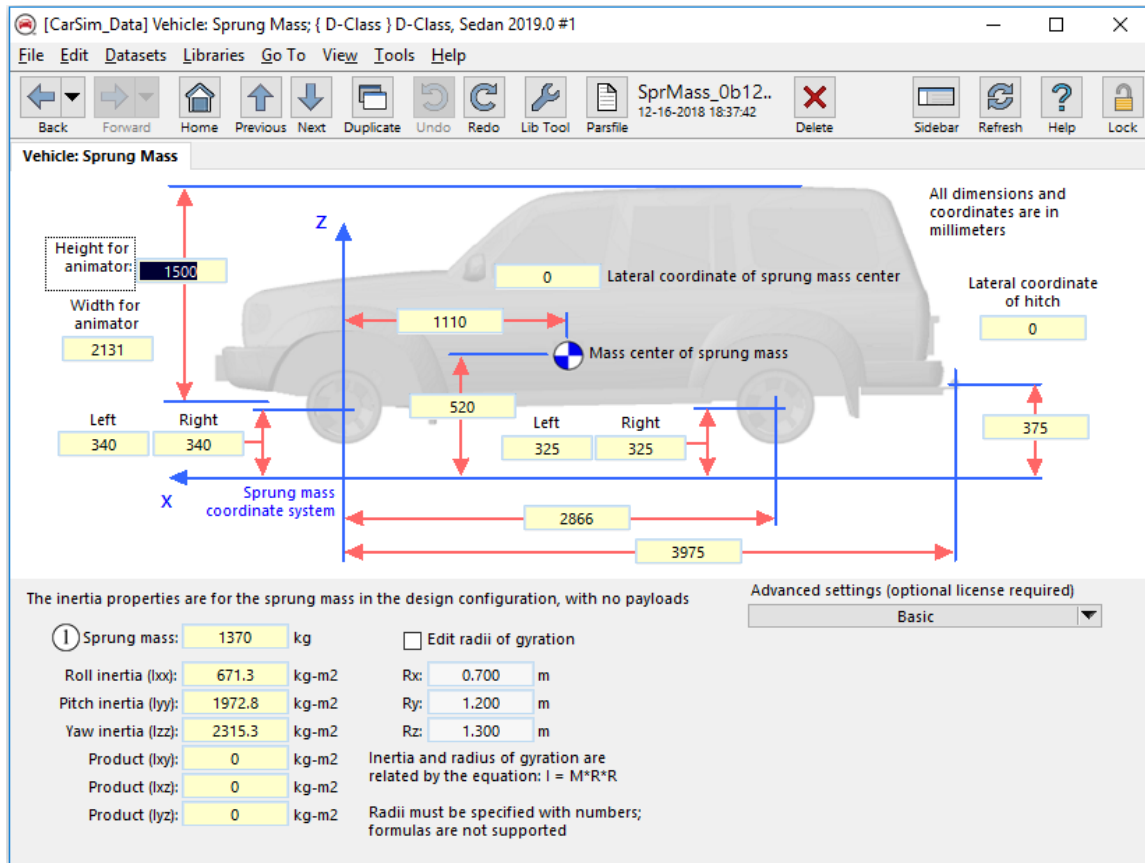 [CarSim_Data] Vehicle: Sprung Mass; { D-Class } D-Class, Sedan 2019.0 #1
File Edit Datasets Libraries Go To View Tools Help
Back Forward Home Previous Next Duplicate Undo Redo Lib Tool Parsfile
SprMass_0b12..
12-16-2018 18:37:42
Delete Sidebar Refresh Help Lock
Vehicle: Sprung Mass
All dimensions and
coordinates are in
millimeters
Z
Height for
animator:
1500
0 Lateral coordinate of sprung mass center
Lateral coordinate
of hitch
0
Width for
animator
2131
1110
Mass center of sprung mass
520
Left Right
340 340
Left Right
325 325
375
X
Sprung mass
coordinate system
2866
3975
The inertia properties are for the sprung mass in the design configuration, with no payloads
Advanced settings (optional license required)
Basic
1 Sprung mass: 1370 kg
Edit radii of gyration
Roll inertia (Ixx): 671.3 kg-m2
Rx: 0.700 m
Pitch inertia (Iyy): 1972.8 kg-m2
Ry: 1.200 m
Yaw inertia (Izz): 2315.3 kg-m2
Rz: 1.300 m
Product (Ixy): 0 kg-m2
Product (Ixz): 0 kg-m2
Product (Iyz): 0 kg-m2
Inertia and radius of gyration are
related by the equation: I = M*R*R
Radii must be specified with numbers;
formulas are not supported